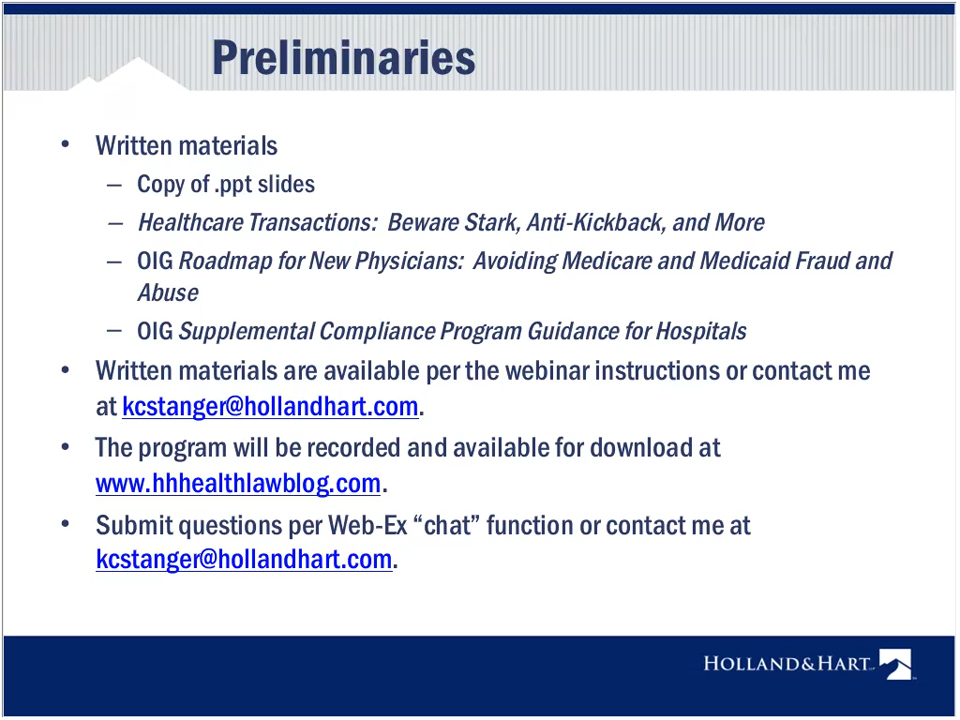 Preliminaries
• Written materials
– Copy of .ppt slides
– Healthcare Transactions: Beware Stark, Anti-Kickback, and More
– OIG Roadmap for New Physicians: Avoiding Medicare and Medicaid Fraud and
Abuse
– OIG Supplemental Compliance Program Guidance for Hospitals
• Written materials are available per the webinar instructions or contact me
at kcstanger@hollandhart.com.
• The program will be recorded and available for download at
www.hhhealthlawblog.com.
• Submit questions per Web-Ex “chat” function or contact me at
kcstanger@hollandhart.com.
HOLLAND&HART